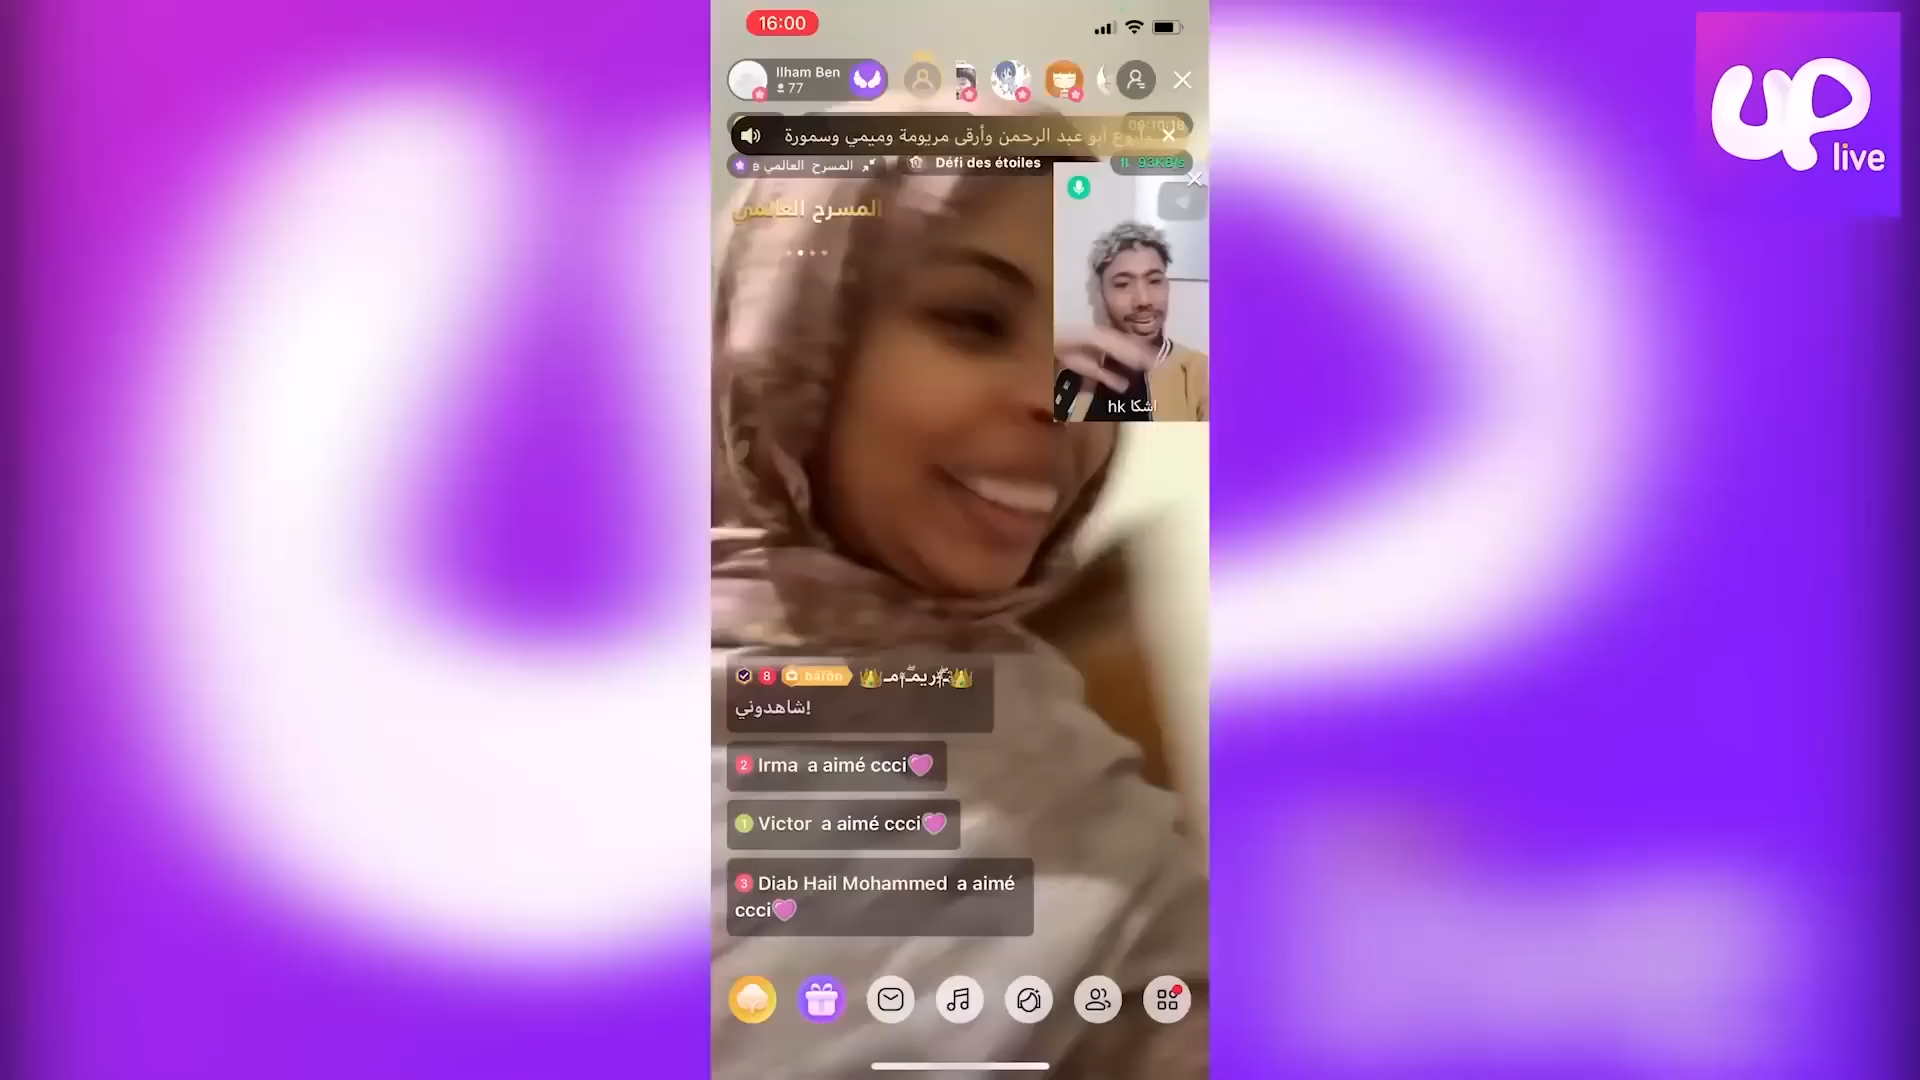 16:00
Ilham Ben
77
وأرقى مريومة وميمي وسمورة أبو عبد الرحمن
المسرح العالمي
Défi des étoiles
93KB/s
المسرح العالمي
اشكا hk
8 baron
شاهدوني!
2 Irma a aimé ccci
1 Victor a aimé ccci
3 Diab Hail Mohammed a aimé
ccci
up
live